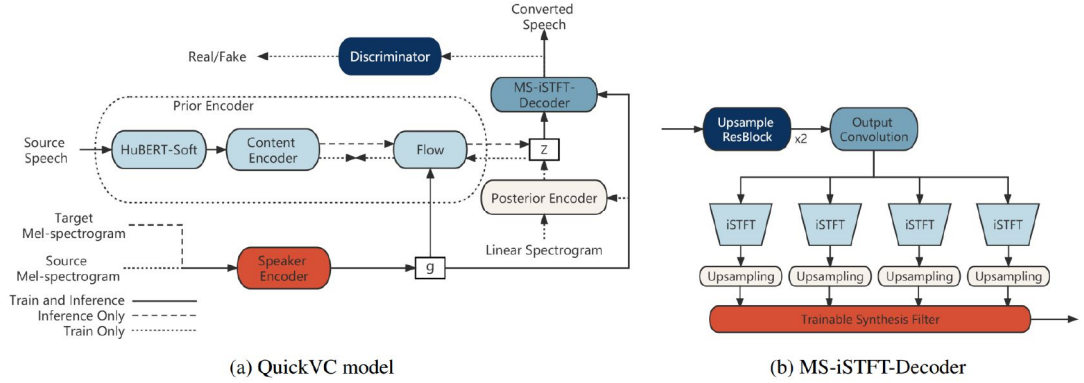 Converted
Speech
Real/Fake
Discriminator
MS-iSTFT-
Decoder
Prior Encoder
Source
Speech
HuBERT-Soft
Content
Encoder
Flow
z
Posterior Encoder
Linear Spectrogram
Target
Mel-spectrogram
Source
Mel-spectrogram
Speaker
Encoder
g
Train and Inference
Inference Only
Train Only
(a) QuickVC model
Upsample
ResBlock
x2
Output
Convolution
iSTFT
iSTFT
iSTFT
iSTFT
Upsampling
Upsampling
Upsampling
Upsampling
Trainable Synthesis Filter
(b) MS-iSTFT-Decoder